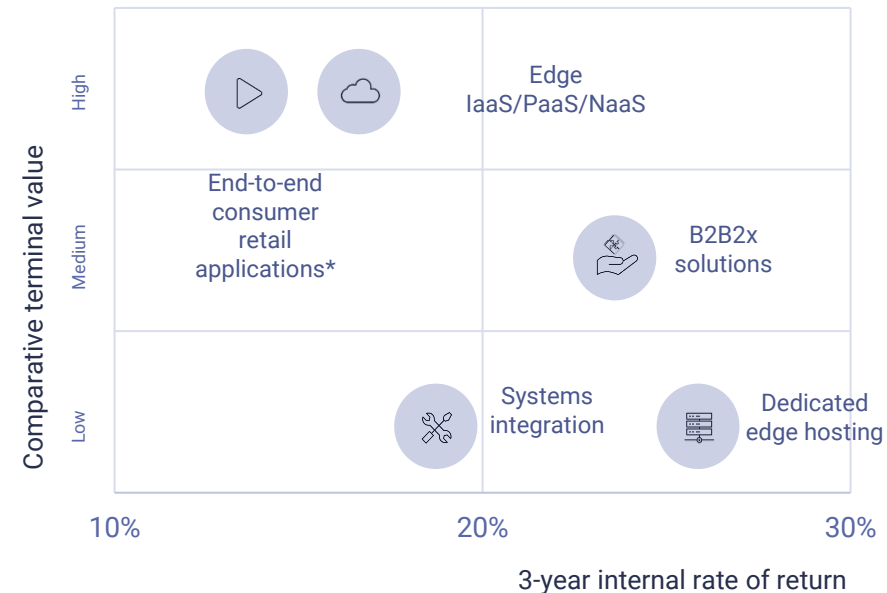 Comparative terminal value
High
Medium
Low
Edge
IaaS/PaaS/NaaS
End-to-end
consumer
retail
applications*
B2B2x
solutions
Systems
integration
Dedicated
edge hosting
10%
20%
30%
3-year internal rate of return